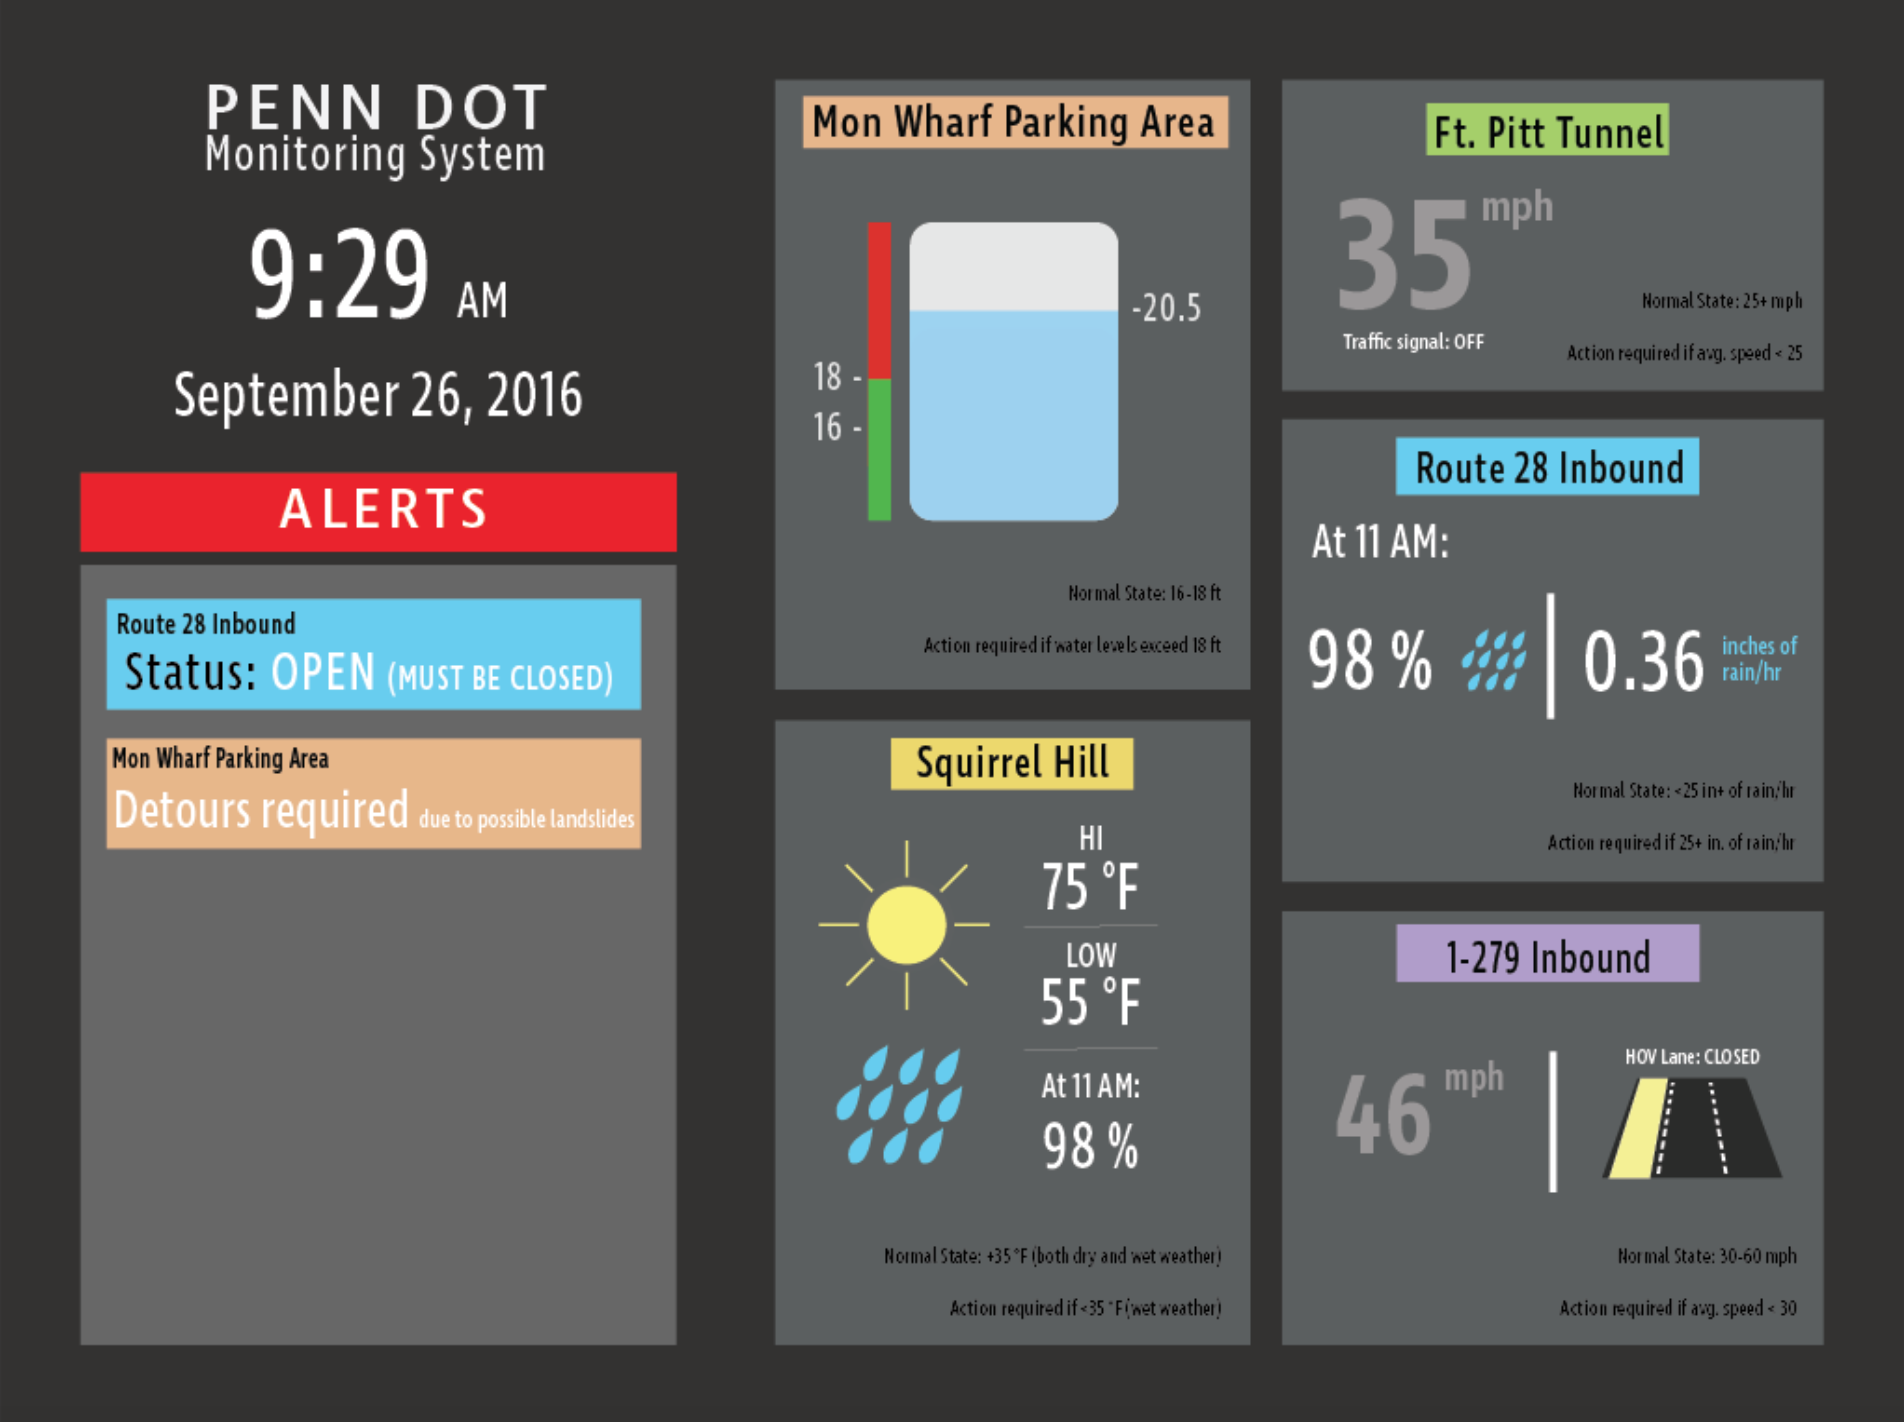 PENN DOT
Monitoring System
9:29 AM
September 26, 2016
ALERTS
Route 28 Inbound
Status: OPEN (MUST BE CLOSED)
Mon Wharf Parking Area
Detours required due to possible landslides
Mon Wharf Parking Area
-20.5
18 -
16 -
Normal State: 16-18 ft
Action required if water levels exceed 18 ft
Squirrel Hill
HI
75 °F
LOW
55 °F
At 11 AM:
98 %
Normal State: +35 °F (both dry and wet weather)
Action required if <35 °F (wet weather)
Ft. Pitt Tunnel
35 mph
Traffic signal: OFF
Normal State: 25+ mph
Action required if avg. speed < 25
Route 28 Inbound
At 11 AM:
98 % 0.36 inches of
rain/hr
Normal State: <25 in+ of rain/hr
Action required if 25+ in. of rain/hr
1-279 Inbound
46 mph
HOV Lane: CLOSED
Normal State: 30-60 mph
Action required if avg. speed < 30